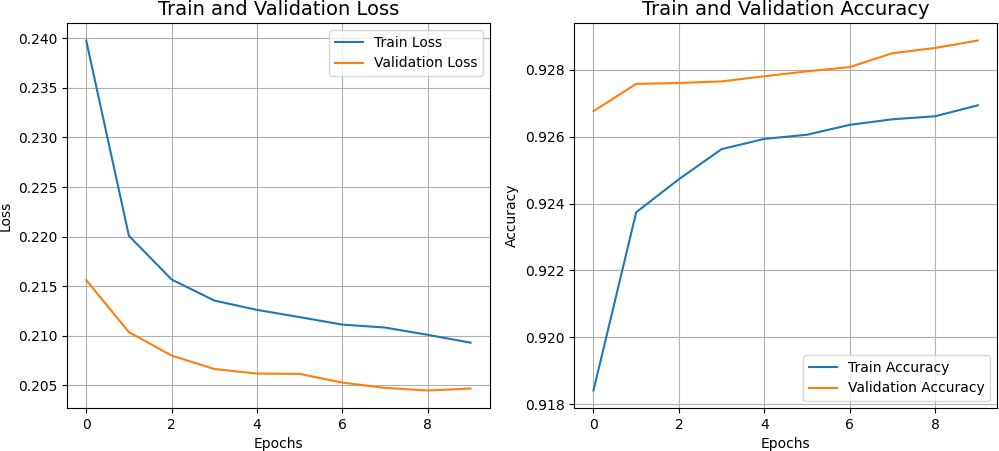 Train and Validation Loss
0.240
0.235
0.230
0.225
0.220
0.215
0.210
0.205
Loss
Train Loss
Validation Loss
0 2 4 6 8
Epochs
Train and Validation Accuracy
0.928
0.926
0.924
0.922
0.920
0.918
Accuracy
Train Accuracy
Validation Accuracy
0 2 4 6 8
Epochs